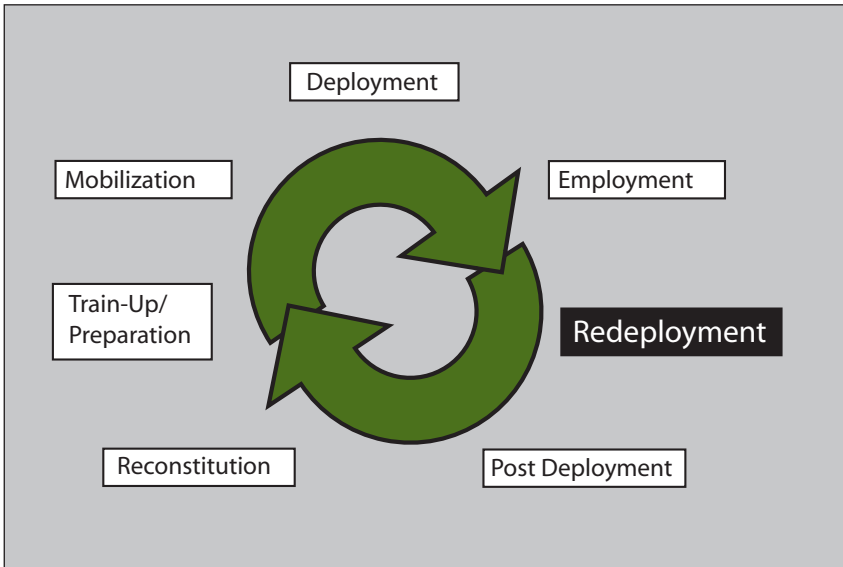 Deployment
Mobilization
Employment
Train-Up/
Preparation
Redeployment
Reconstitution
Post Deployment